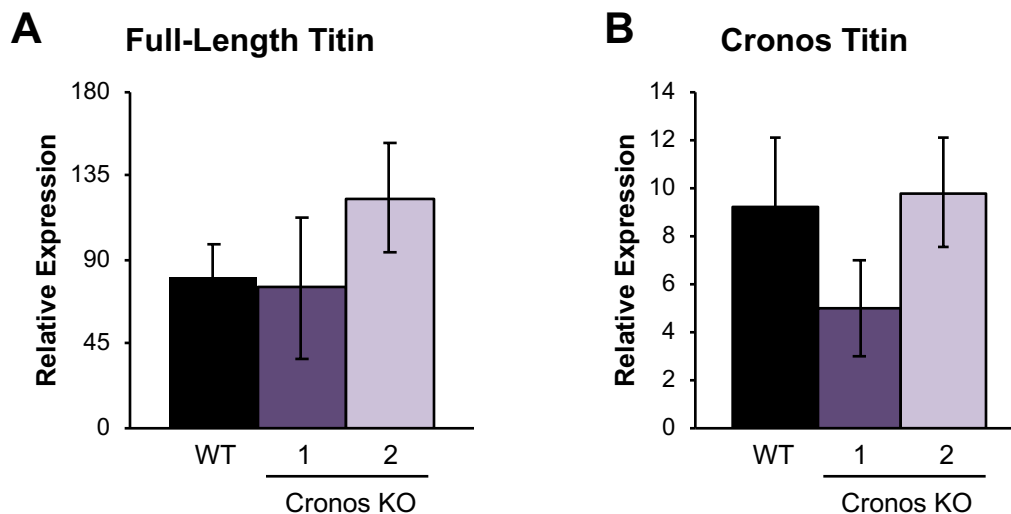 A
Full-Length Titin
Relative Expression
180
135
90
45
0
WT
1
2
Cronos KO
B
Cronos Titin
Relative Expression
14
12
10
8
6
4
2
0
WT
1
2
Cronos KO